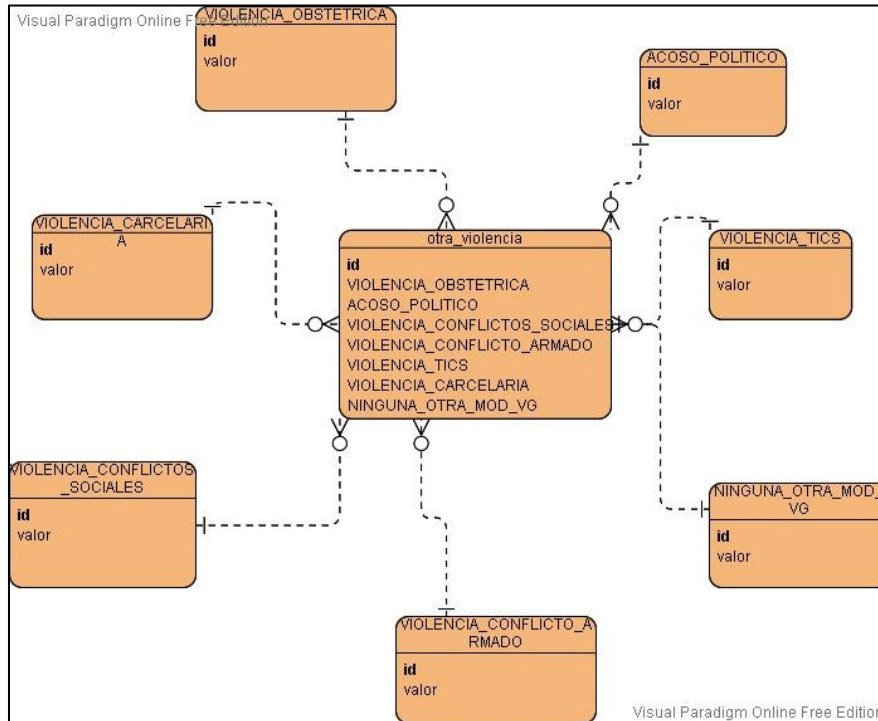 Visual Paradigm Online Free Edition
VIOLENCIA_OBSTETRICA
id
valor
ACOSO_POLITICO
id
valor
VIOLENCIA_CARCELARI
A
id
valor
otra_violencia
id
VIOLENCIA_OBSTETRICA
ACOSO_POLITICO
VIOLENCIA_CONFLICTOS_SOCIALES
VIOLENCIA_CONFLICTO_ARMADO
VIOLENCIA_TICS
VIOLENCIA_CARCELARIA
NINGUNA_OTRA_MOD_VG
VIOLENCIA_TICS
id
valor
VIOLENCIA_CONFLICTOS
_SOCIALES
id
valor
NINGUNA_OTRA_MOD_
VG
id
valor
VIOLENCIA_CONFLICTO_A
RMADO
id
valor
Visual Paradigm Online Free Edition